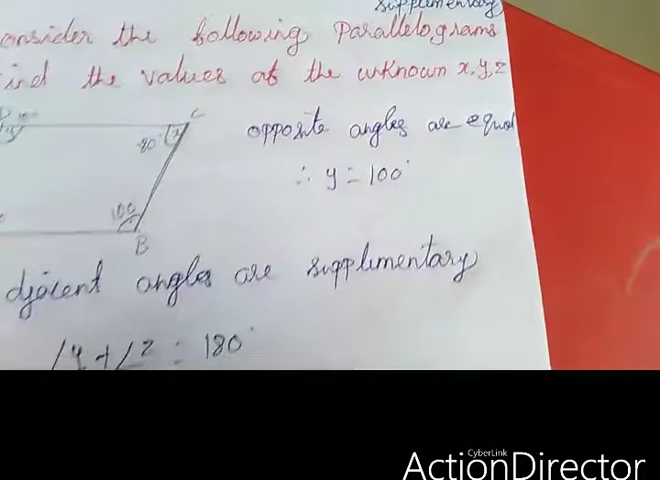 supplementary
onsider the following Parallelograms
ind the values of the unknown x,y,z
C
opposite angles are equal
80°
∴ y = 100°
100
B
djacent angles are supplimentary
180°
CyberLink
ActionDirector